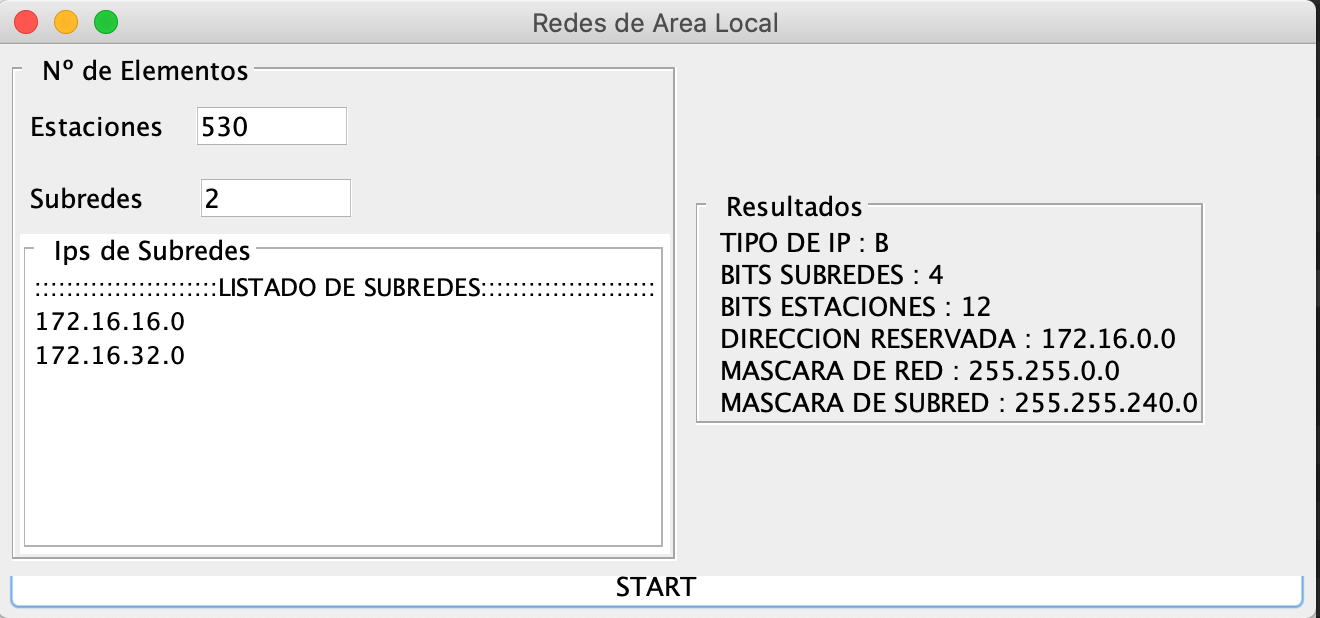 Redes de Area Local
Nº de Elementos
Estaciones 530
Subredes 2
Ips de Subredes
:::::::::::::::::::::::LISTADO DE SUBREDES::::::::::::::::::::::
172.16.16.0
172.16.32.0
Resultados
TIPO DE IP : B
BITS SUBREDES : 4
BITS ESTACIONES : 12
DIRECCION RESERVADA : 172.16.0.0
MASCARA DE RED : 255.255.0.0
MASCARA DE SUBRED : 255.255.240.0
START